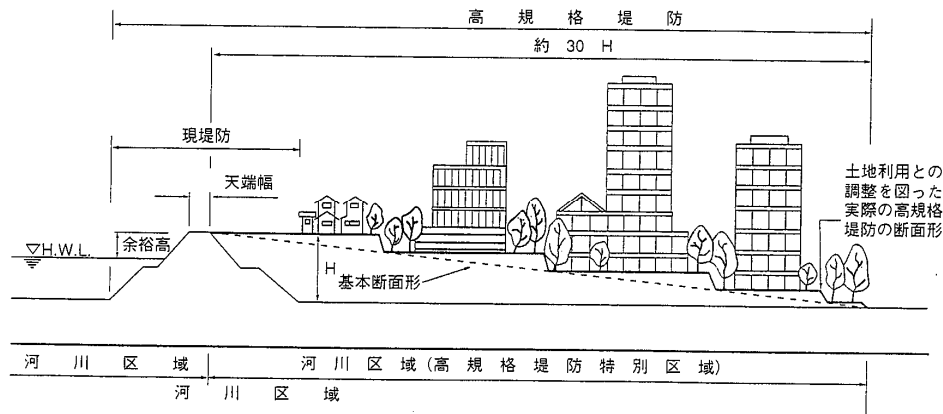 高規格堤防
約30H
現堤防
天端幅
土地利用との
調整を図った
実際の高規格
堤防の断面形
余裕高
H.W.L.
H
基本断面形
河川区域
河川区域(高規格堤防特別区域)
河川区域